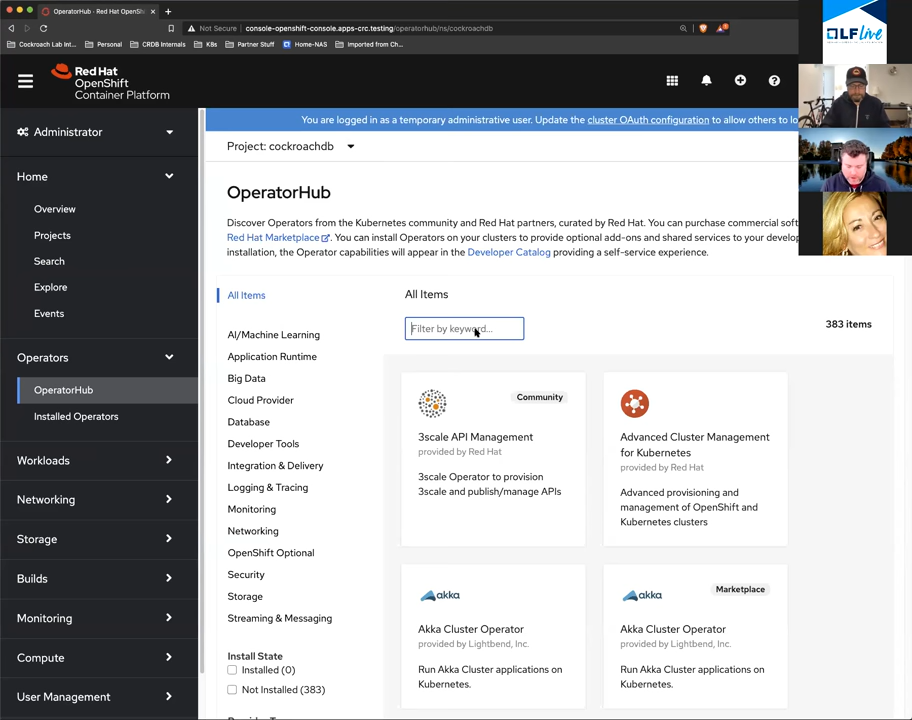 OperatorHub · Red Hat OpenShi
Not Secure
console-openshift-console.apps-crc.testing/operatorhub/ns/cockroachdb
Cockroach Lab Int...
Personal
CRDB Internals
K8s
Partner Stuff
Home-NAS
Imported from Ch...
Red Hat
OpenShift
Container Platform
LF live
You are logged in as a temporary administrative user. Update the cluster OAuth configuration to allow others to lo
Administrator
Home
Overview
Projects
Search
Explore
Events
Operators
OperatorHub
Installed Operators
Workloads
Networking
Storage
Builds
Monitoring
Compute
User Management
Project: cockroachdb
OperatorHub
Discover Operators from the Kubernetes community and Red Hat partners, curated by Red Hat. You can purchase commercial soft
Red Hat Marketplace. You can install Operators on your clusters to provide optional add-ons and shared services to your develop
installation, the Operator capabilities will appear in the Developer Catalog providing a self-service experience.
All Items
AI/Machine Learning
Application Runtime
Big Data
Cloud Provider
Database
Developer Tools
Integration & Delivery
Logging & Tracing
Monitoring
Networking
OpenShift Optional
Security
Storage
Streaming & Messaging
Install State
Installed (0)
Not Installed (383)
All Items
Filter by keyword...
383 items
Community
3scale API Management
provided by Red Hat
3scale Operator to provision
3scale and publish/manage APIs
Advanced Cluster Management
for Kubernetes
provided by Red Hat
Advanced provisioning and
management of OpenShift and
Kubernetes clusters
akka
Akka Cluster Operator
provided by Lightbend, Inc.
Run Akka Cluster applications on
Kubernetes.
akka
Marketplace
Akka Cluster Operator
provided by Lightbend, Inc.
Run Akka Cluster applications on
Kubernetes.